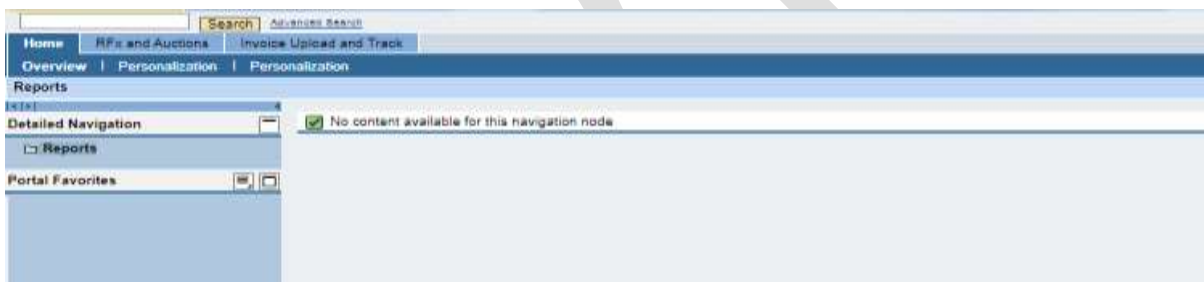 Search Advanced Search
Home RFx and Auctions Invoice Upload and Track
Overview | Personalization | Personalization
Reports
Detailed Navigation
No content available for this navigation node
Reports
Portal Favorites